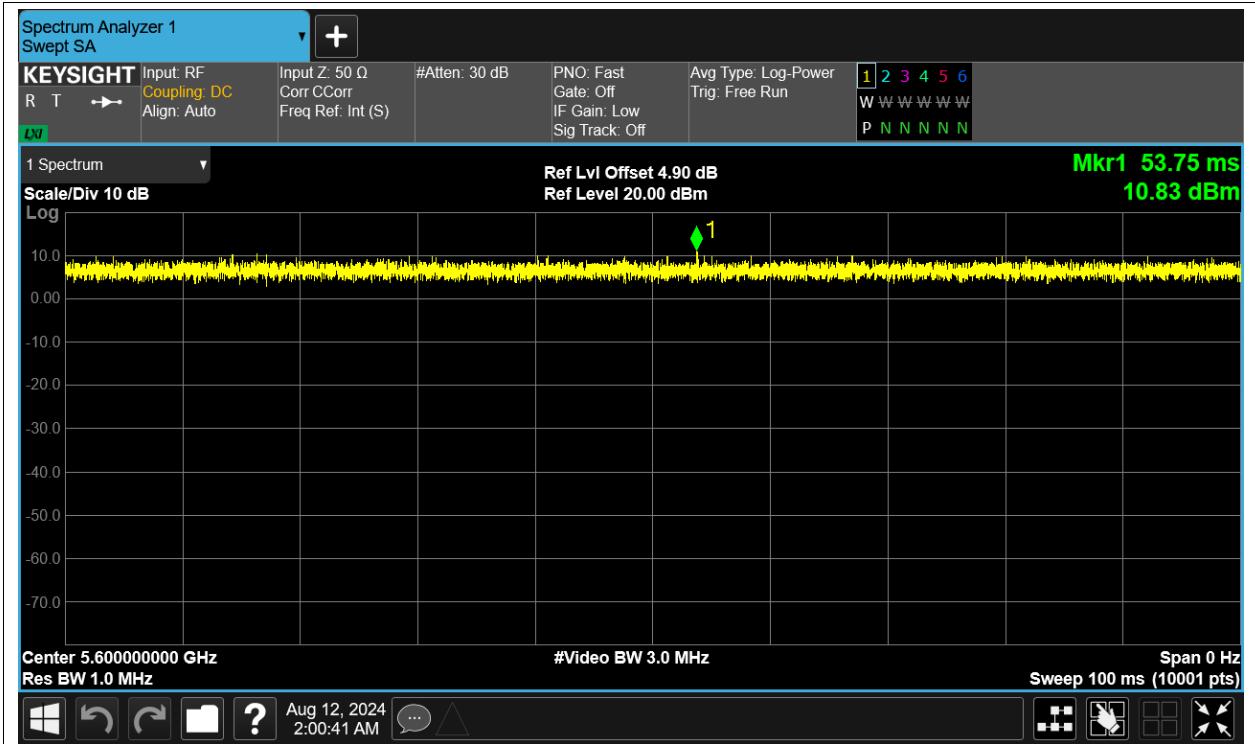 Spectrum Analyzer 1
Swept SA
KEYSIGHT
R T
LXI
Input: RF
Coupling: DC
Align: Auto
Input Z: 50 Ω
Corr CCorr
Freq Ref: Int (S)
#Atten: 30 dB
PNO: Fast
Gate: Off
IF Gain: Low
Sig Track: Off
Avg Type: Log-Power
Trig: Free Run
1 2 3 4 5 6
W W W W W W
P N N N N N
1 Spectrum
Scale/Div 10 dB
Log
Ref Lvl Offset 4.90 dB
Ref Level 20.00 dBm
Mkr1 53.75 ms
10.83 dBm
1
10.0
0.00
-10.0
-20.0
-30.0
-40.0
-50.0
-60.0
-70.0
Center 5.600000000 GHz
Res BW 1.0 MHz
#Video BW 3.0 MHz
Span 0 Hz
Sweep 100 ms (10001 pts)
?
Aug 12, 2024
2:00:41 AM